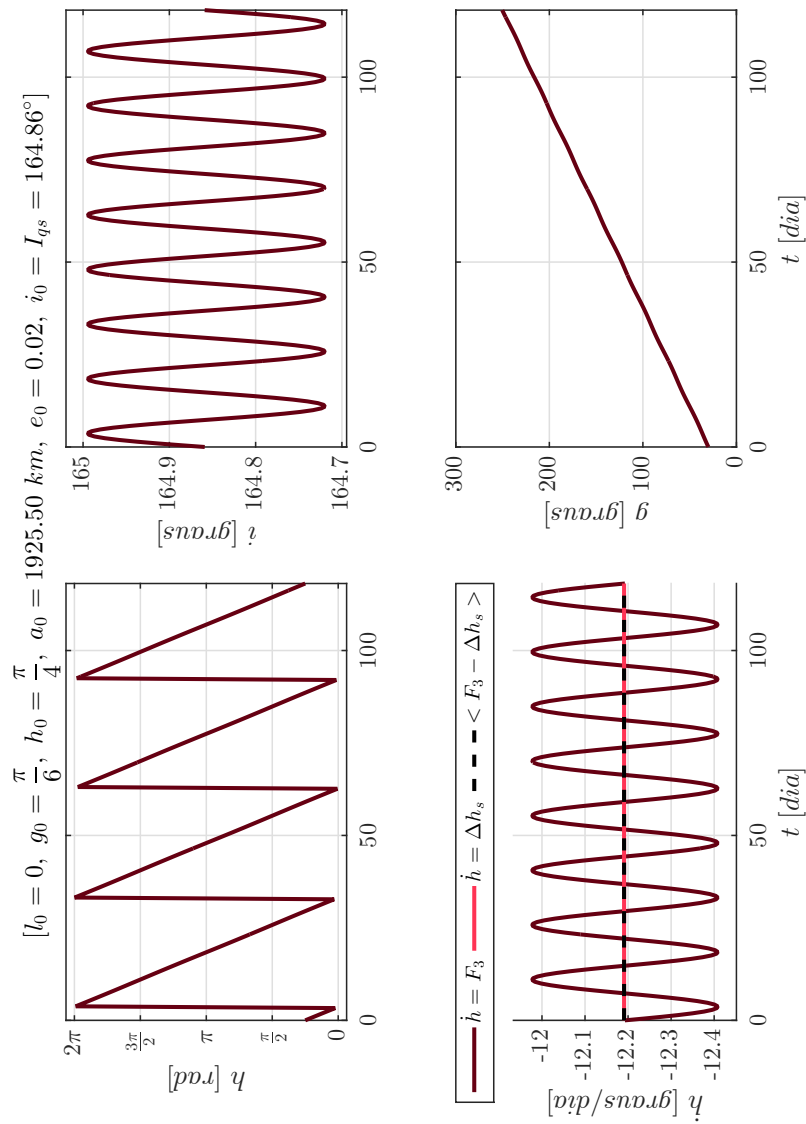 [l₀ = 0, g₀ = π/6, h₀ = π/4, a₀ = 1925.50 km, e₀ = 0.02, i₀ = I_qs = 164.86°]
2π
3π/2
π
π/2
0
h [rad]
0 50 100
165
164.9
164.8
164.7
i [graus]
0 50 100
ḣ = F₃ ḣ = Δh_s < F₃ − Δh_s >
-12
-12.1
-12.2
-12.3
-12.4
ḣ [graus/dia]
0 50 100
t [dia]
300
200
100
0
g [graus]
0 50 100
t [dia]